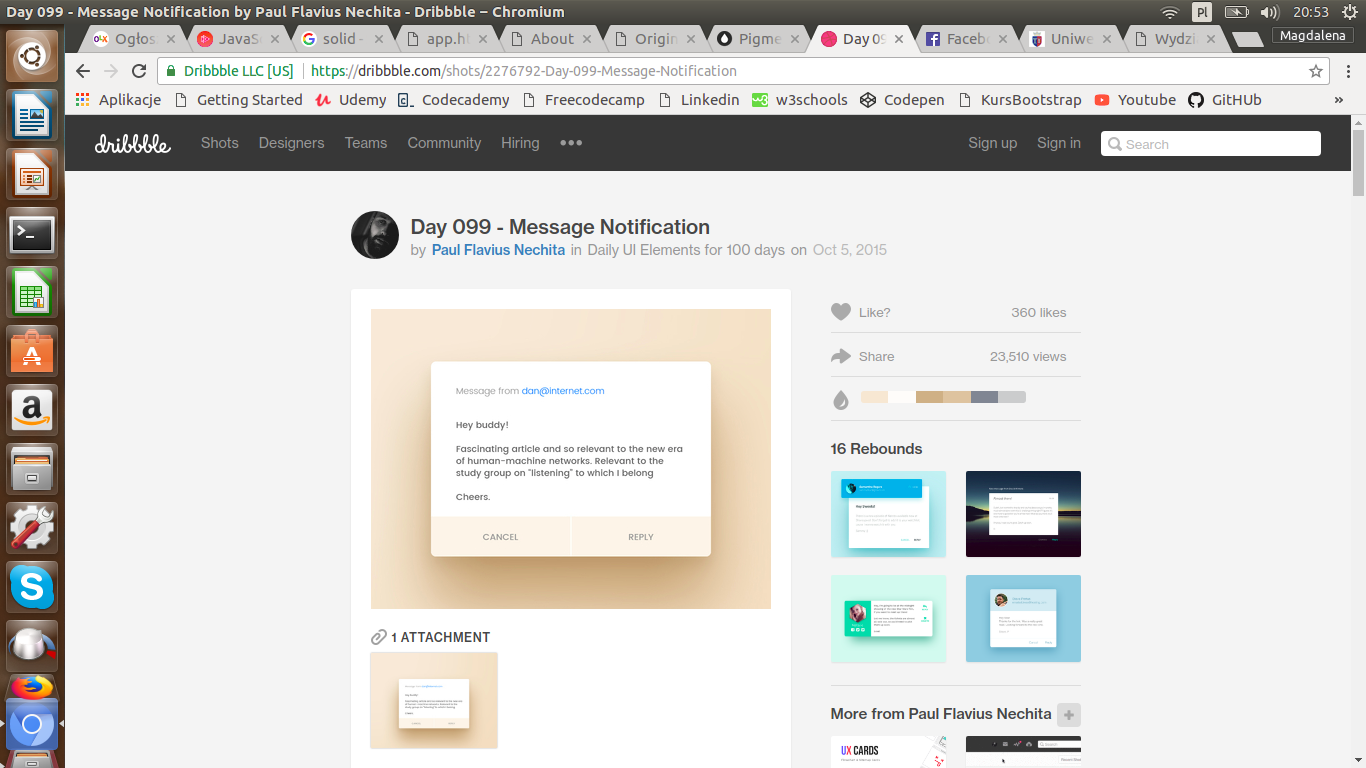 Day 099 - Message Notification by Paul Flavius Nechita - Dribbble – Chromium
Pl
20:53
Ogłos
JavaS
solid -
app.h
About
Origin
Pigme
Day 09
Facebo
Uniwe
Wydzi
Magdalena
Dribbble LLC [US]
https://dribbble.com/shots/2276792-Day-099-Message-Notification
Aplikacje
Getting Started
Udemy
Codecademy
Freecodecamp
Linkedin
w3schools
Codepen
KursBootstrap
Youtube
GitHUb
»
dribbble
Shots
Designers
Teams
Community
Hiring
•••
Sign up
Sign in
Search
Day 099 - Message Notification
by Paul Flavius Nechita in Daily UI Elements for 100 days on Oct 5, 2015
Message from dan@internet.com
Hey buddy!
Fascinating article and so relevant to the new era
of human-machine networks. Relevant to the
study group on "listening" to which I belong
Cheers.
CANCEL
REPLY
1 ATTACHMENT
Like?
360 likes
Share
23,510 views
16 Rebounds
More from Paul Flavius Nechita
UX CARDS